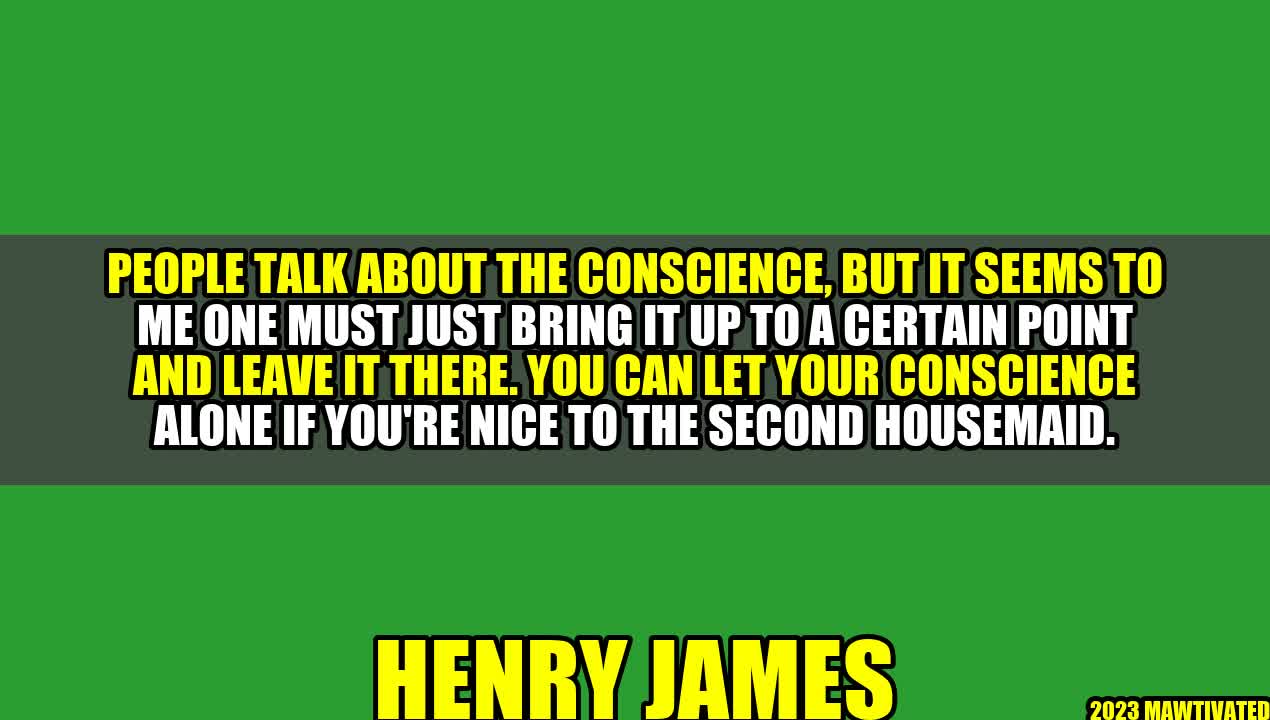 PEOPLE TALK ABOUT THE CONSCIENCE, BUT IT SEEMS TO
ME ONE MUST JUST BRING IT UP TO A CERTAIN POINT
AND LEAVE IT THERE. YOU CAN LET YOUR CONSCIENCE
ALONE IF YOU'RE NICE TO THE SECOND HOUSEMAID.
HENRY JAMES
2023 MAWTIVATED